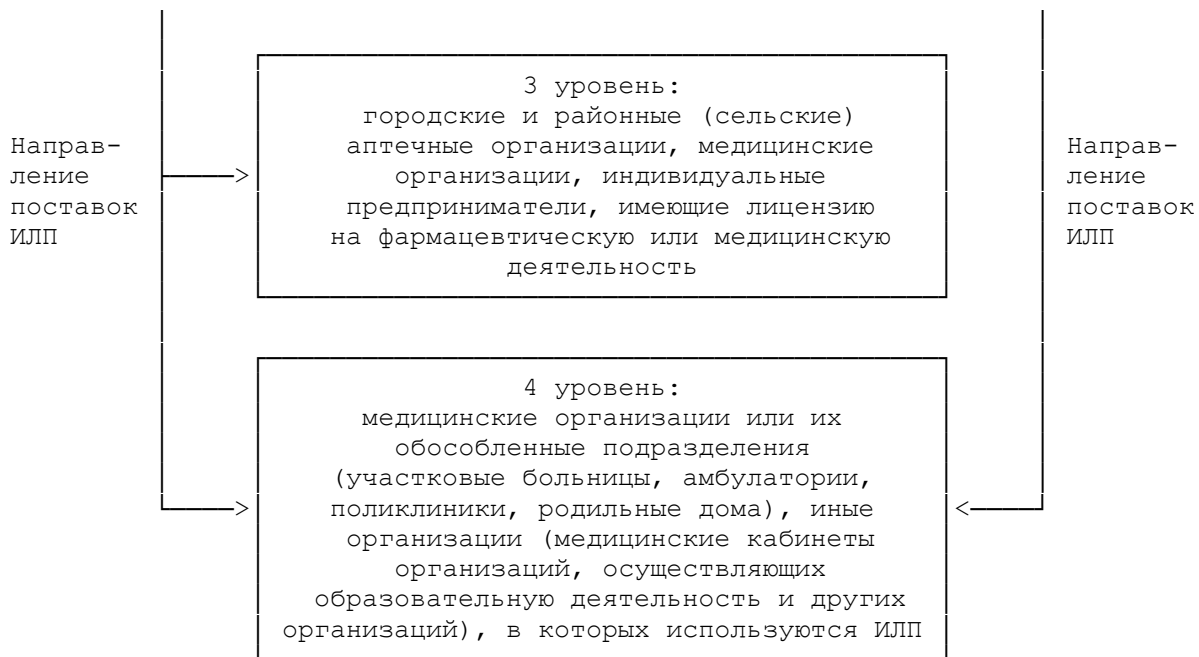 3 уровень:
городские и районные (сельские)
аптечные организации, медицинские
организации, индивидуальные
предприниматели, имеющие лицензию
на фармацевтическую или медицинскую
деятельность
Направ-
ление
поставок
ИЛП
Направ-
ление
поставок
ИЛП
4 уровень:
медицинские организации или их
обособленные подразделения
(участковые больницы, амбулатории,
поликлиники, родильные дома), иные
организации (медицинские кабинеты
организаций, осуществляющих
образовательную деятельность и других
организаций), в которых используются ИЛП